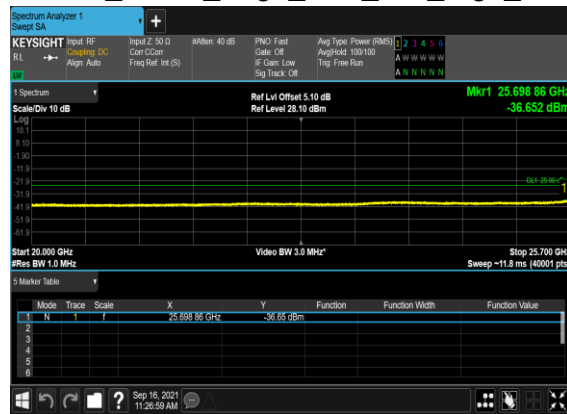 Spectrum Analyzer 1
Swept SA
+
KEYSIGHT Input: RF Input Z: 50 Ω #Atten: 40 dB PNO: Fast Avg Type: Power (RMS) 1 2 3 4 5 6
RL Coupling: DC Corr CCorr Gate: Off Avg|Hold: 100/100 A W W W W W
Align: Auto Freq Ref: Int (S) IF Gain: Low Trig: Free Run
LXI Sig Track: Off A N N N N N
1 Spectrum Ref Lvl Offset 5.10 dB Mkr1 25.698 86 GHz
Scale/Div 10 dB Ref Level 28.10 dBm -36.652 dBm
Log
18.1
8.10
-1.90
-11.9
-21.9 DL1 -25.00
-31.9 1
-41.9
-51.9
-61.9
Start 20.000 GHz Video BW 3.0 MHz* Stop 25.700 GHz
#Res BW 1.0 MHz Sweep ~11.8 ms (40001 pts
5 Marker Table
Mode Trace Scale X Y Function Function Width Function Value
1 N 1 f 25.698 86 GHz -36.65 dBm
2
3
4
5
6
? Sep 16, 2021
11:26:59 AM